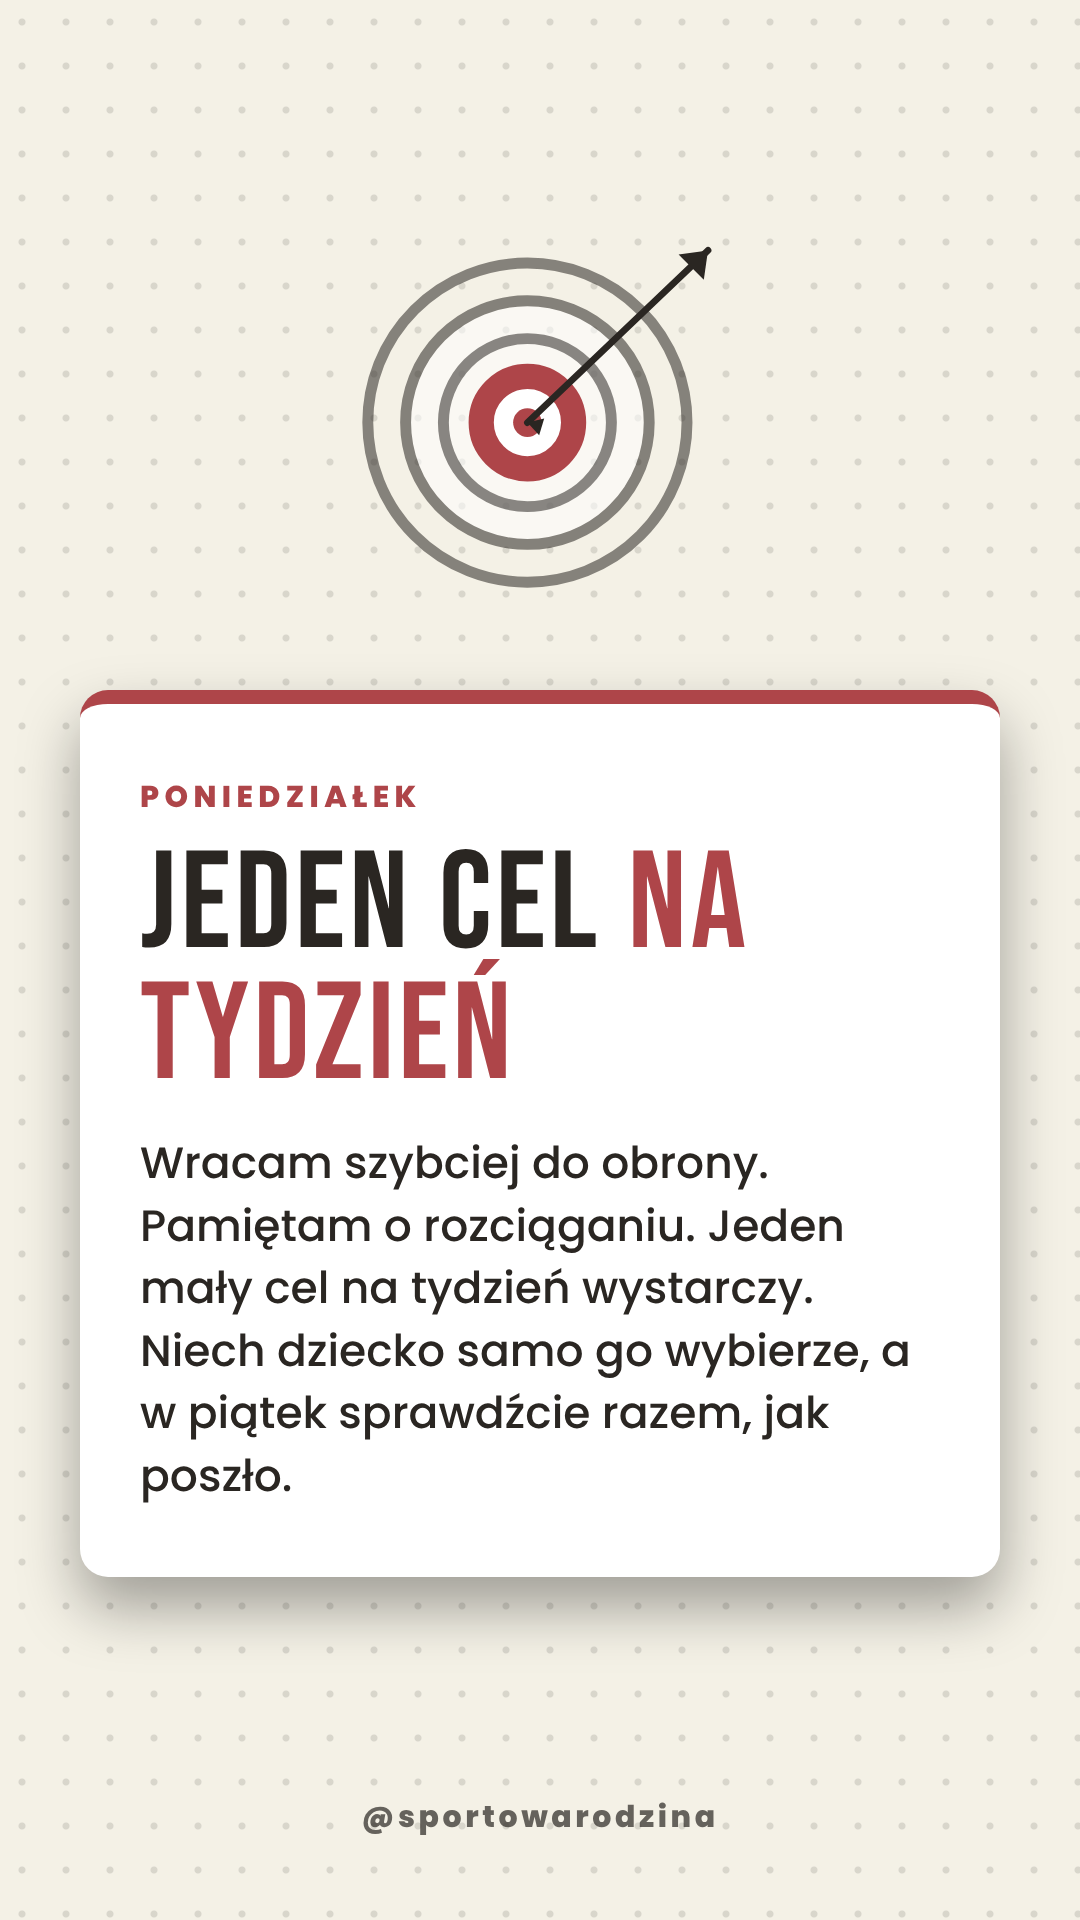 PONIEDZIAŁEK
JEDEN CEL NA
TYDZIEŃ
Wracam szybciej do obrony.
Pamiętam o rozciąganiu. Jeden
mały cel na tydzień wystarczy.
Niech dziecko samo go wybierze, a
w piątek sprawdźcie razem, jak
poszło.
@sportowarodzina